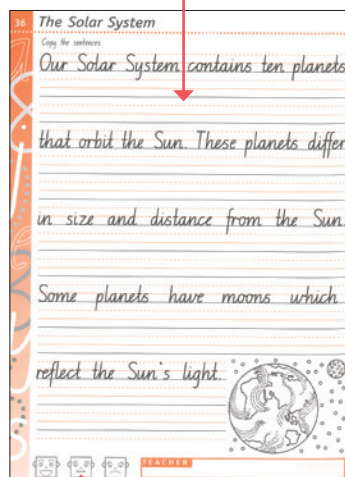 36 The Solar System
Copy the sentences
Our Solar System contains ten planets
that orbit the Sun. These planets differ
in size and distance from the Sun.
Some planets have moons which
reflect the Sun's light.
TEACHER